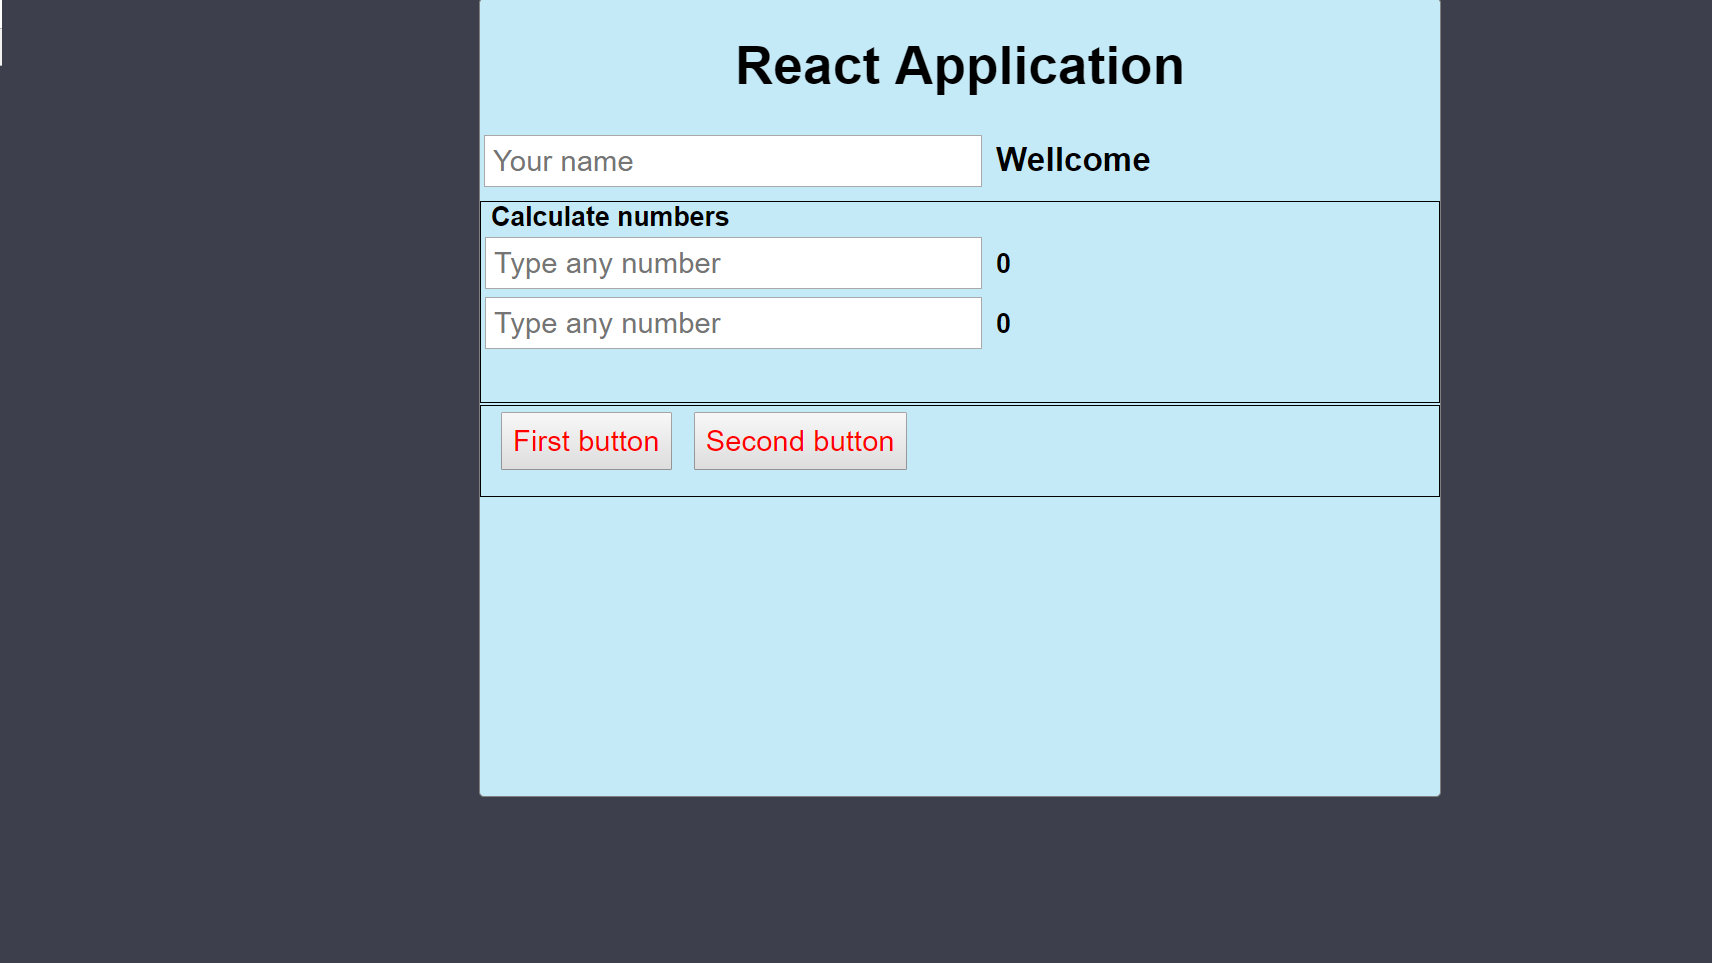 React Application
Your name Wellcome
Calculate numbers
Type any number 0
Type any number 0
First button Second button